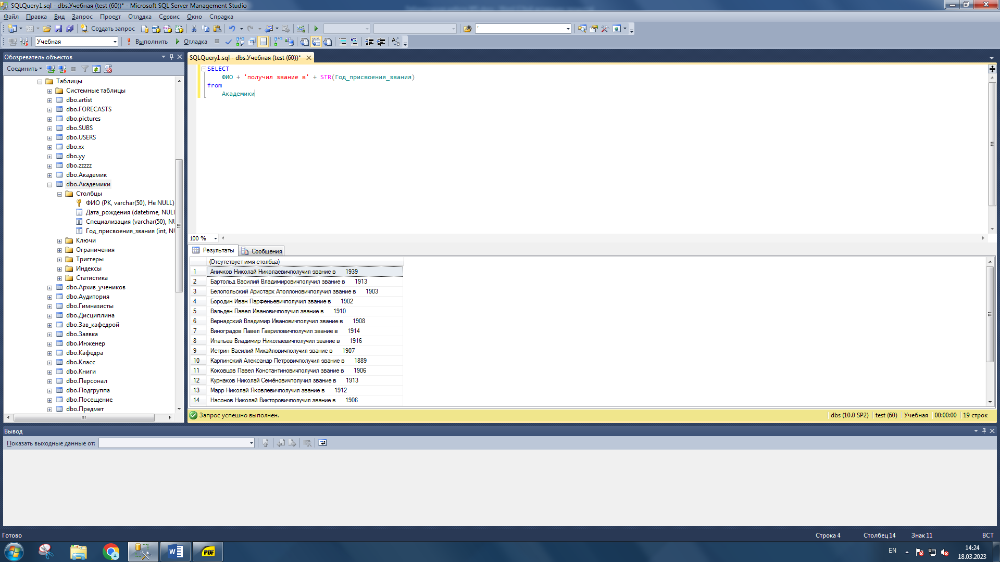 SQLQuery1.sql - dbs.Учебная (test (60))* - Microsoft SQL Server Management Studio
Файл Правка Вид Запрос Проект Отладка Сервис Окно Справка
Создать запрос '
Учебная Выполнить Отладка
Обозреватель объектов
Соединить
Таблицы
Системные таблицы
dbo.artist
dbo.FORECASTS
dbo.pictures
dbo.SUBS
dbo.USERS
dbo.xx
dbo.yy
dbo.zzzzz
dbo.Академик
dbo.Академики
Столбцы
ФИО (PK, varchar(50), Не NULL)
Дата_рождения (datetime, NUL
Специализация (varchar(50), NU
Год_присвоения_звания (int, NU
Ключи
Ограничения
Триггеры
Индексы
Статистика
dbo.Архив_учеников
dbo.Аудитория
dbo.Гимназисты
dbo.Дисциплина
dbo.Зав_кафедрой
dbo.Заявка
dbo.Инженер
dbo.Кафедра
dbo.Класс
dbo.Книги
dbo.Персонал
dbo.Подгруппа
dbo.Посещение
dbo.Предмет
SQLQuery1.sql - dbs.Учебная (test (60))*
SELECT
ФИО + 'получил звание в' + STR(Год_присвоения_звания)
from
Академики
100 %
Результаты Сообщения
(Отсутствует имя столбца)
1 Аничков Николай Николаевичполучил звание в 1939
2 Бартольд Василий Владимировичполучил звание в 1913
3 Белопольский Аристарх Аполлоновичполучил звание в 1903
4 Бородин Иван Парфеньевичполучил звание в 1902
5 Вальден Павел Ивановичполучил звание в 1910
6 Вернадский Владимир Ивановичполучил звание в 1908
7 Виноградов Павел Гавриловичполучил звание в 1914
8 Ипатьев Владимир Николаевичполучил звание в 1916
9 Истрин Василий Михайловичполучил звание в 1907
10 Карпинский Александр Петровичполучил звание в 1889
11 Коковцов Павел Константиновичполучил звание в 1906
12 Курнаков Николай Семёновичполучил звание в 1913
13 Марр Николай Яковлевичполучил звание в 1912
14 Насонов Николай Викторовичполучил звание в 1906
Запрос успешно выполнен. dbs (10.0 SP2) test (60) Учебная 00:00:00 19 строк
Вывод
Показать выходные данные от:
Готово Строка 4 Столбец 14 Знак 11 ВСТ
PDF
EN
14:24
18.03.2023